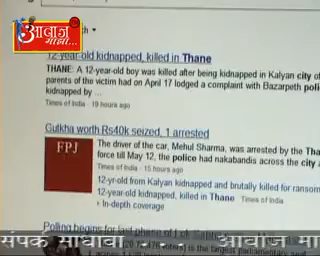 आवाज
माझा...
12-year-old kidnapped, killed in Thane
THANE: A 12-year-old boy was killed after being kidnapped in Kalyan city of
parents of the victim had on April 17 lodged a complaint with Bazarpeth poli
kidnapped by ...
Times of India - 19 hours ago
Gutkha worth Rs40k seized, 1 arrested
FPJ
The driver of the car, Mehul Sharma, was arrested by the Tha
force till May 12, the police had nakabandis across the city a
Times of India - 15 hours ago
12-yr-old from Kalyan kidnapped and brutally killed for ransom
12-year-old kidnapped, killed in Thane Times of India
In-depth coverage
Polling begins for last phase of Lok
संपर्क साधावा आवाज मा